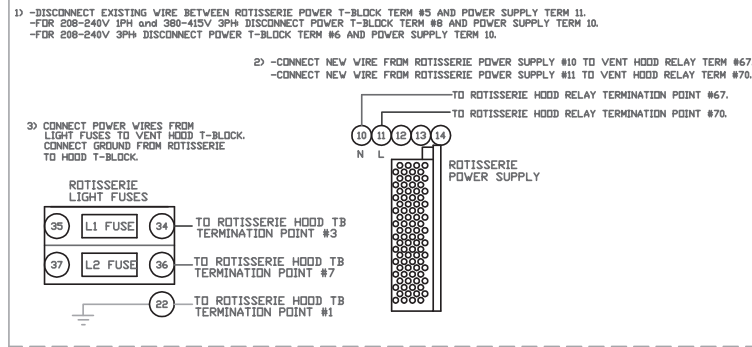 1) -DISCONNECT EXISTING WIRE BETWEEN ROTISSERIE POWER T-BLOCK TERM #5 AND POWER SUPPLY TERM 11.
-FOR 208-240V 1PH and 380-415V 3PH: DISCONNECT POWER T-BLOCK TERM #8 AND POWER SUPPLY TERM 10.
-FOR 208-240V 3PH: DISCONNECT POWER T-BLOCK TERM #6 AND POWER SUPPLY TERM 10.
2) -CONNECT NEW WIRE FROM ROTISSERIE POWER SUPPLY #10 TO VENT HOOD RELAY TERM #67.
-CONNECT NEW WIRE FROM ROTISSERIE POWER SUPPLY #11 TO VENT HOOD RELAY TERM #70.
TO ROTISSERIE HOOD RELAY TERMINATION POINT #67.
TO ROTISSERIE HOOD RELAY TERMINATION POINT #70.
3) CONNECT POWER WIRES FROM
LIGHT FUSES TO VENT HOOD T-BLOCK.
CONNECT GROUND FROM ROTISSERIE
TO HOOD T-BLOCK.
10 11 12 13 14
N L
ROTISSERIE
POWER SUPPLY
ROTISSERIE
LIGHT FUSES
35 L1 FUSE 34 TO ROTISSERIE HOOD TB
TERMINATION POINT #3
37 L2 FUSE 36 TO ROTISSERIE HOOD TB
TERMINATION POINT #7
22 TO ROTISSERIE HOOD TB
TERMINATION POINT #1